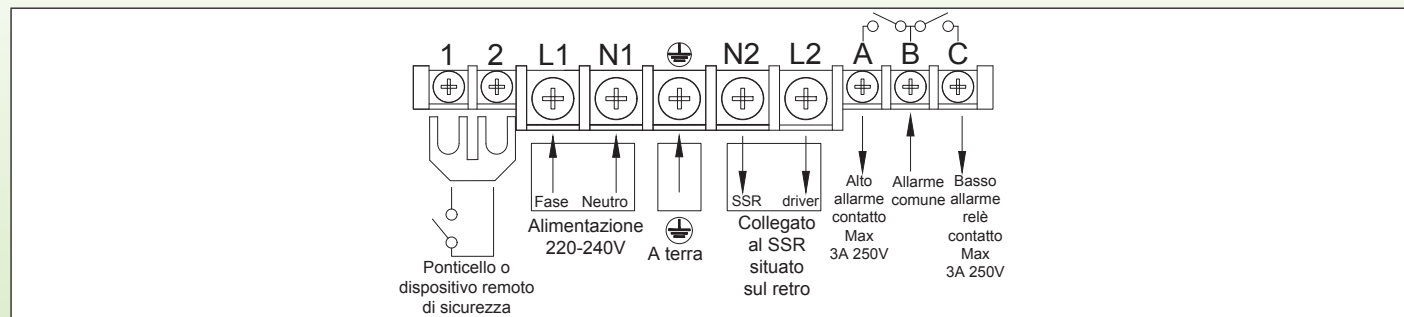 1 2 L1 N1 N2 L2 A B C
Fase Neutro
SSR driver
Ponticello o
dispositivo remoto
di sicurezza
Alimentazione
220-240V
A terra
Collegato
al SSR
situato
sul retro
Alto
allarme
contatto
Max
3A 250V
Allarme
comune
Basso
allarme
relè
contatto
Max
3A 250V